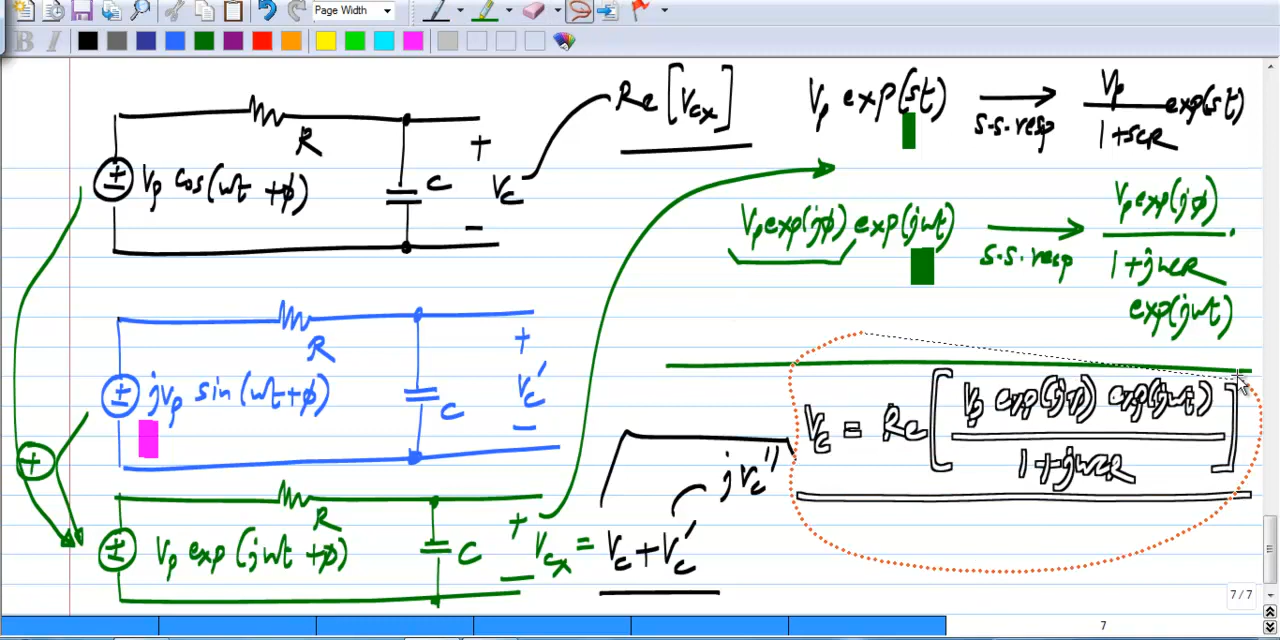 Page Width
B I
Re[Vcx]
Vp exp(st) s.s.resp Vp/(1+sCR) exp(st)
R
Vp cos(ωt +φ)
C
+
Vc
−
Vp exp(jφ) exp(jωt) s.s.resp Vp exp(jφ)/(1+jωCR) . exp(jωt)
R
jVp sin(ωt+φ)
C
+
Vc'
−
Vc = Re[Vp exp(jφ) exp(jωt)/(1+jωCR)]
+
R
Vp exp(jωt +φ)
C
+
Vcx = Vc + Vc'
−
jVc''
7/7
7